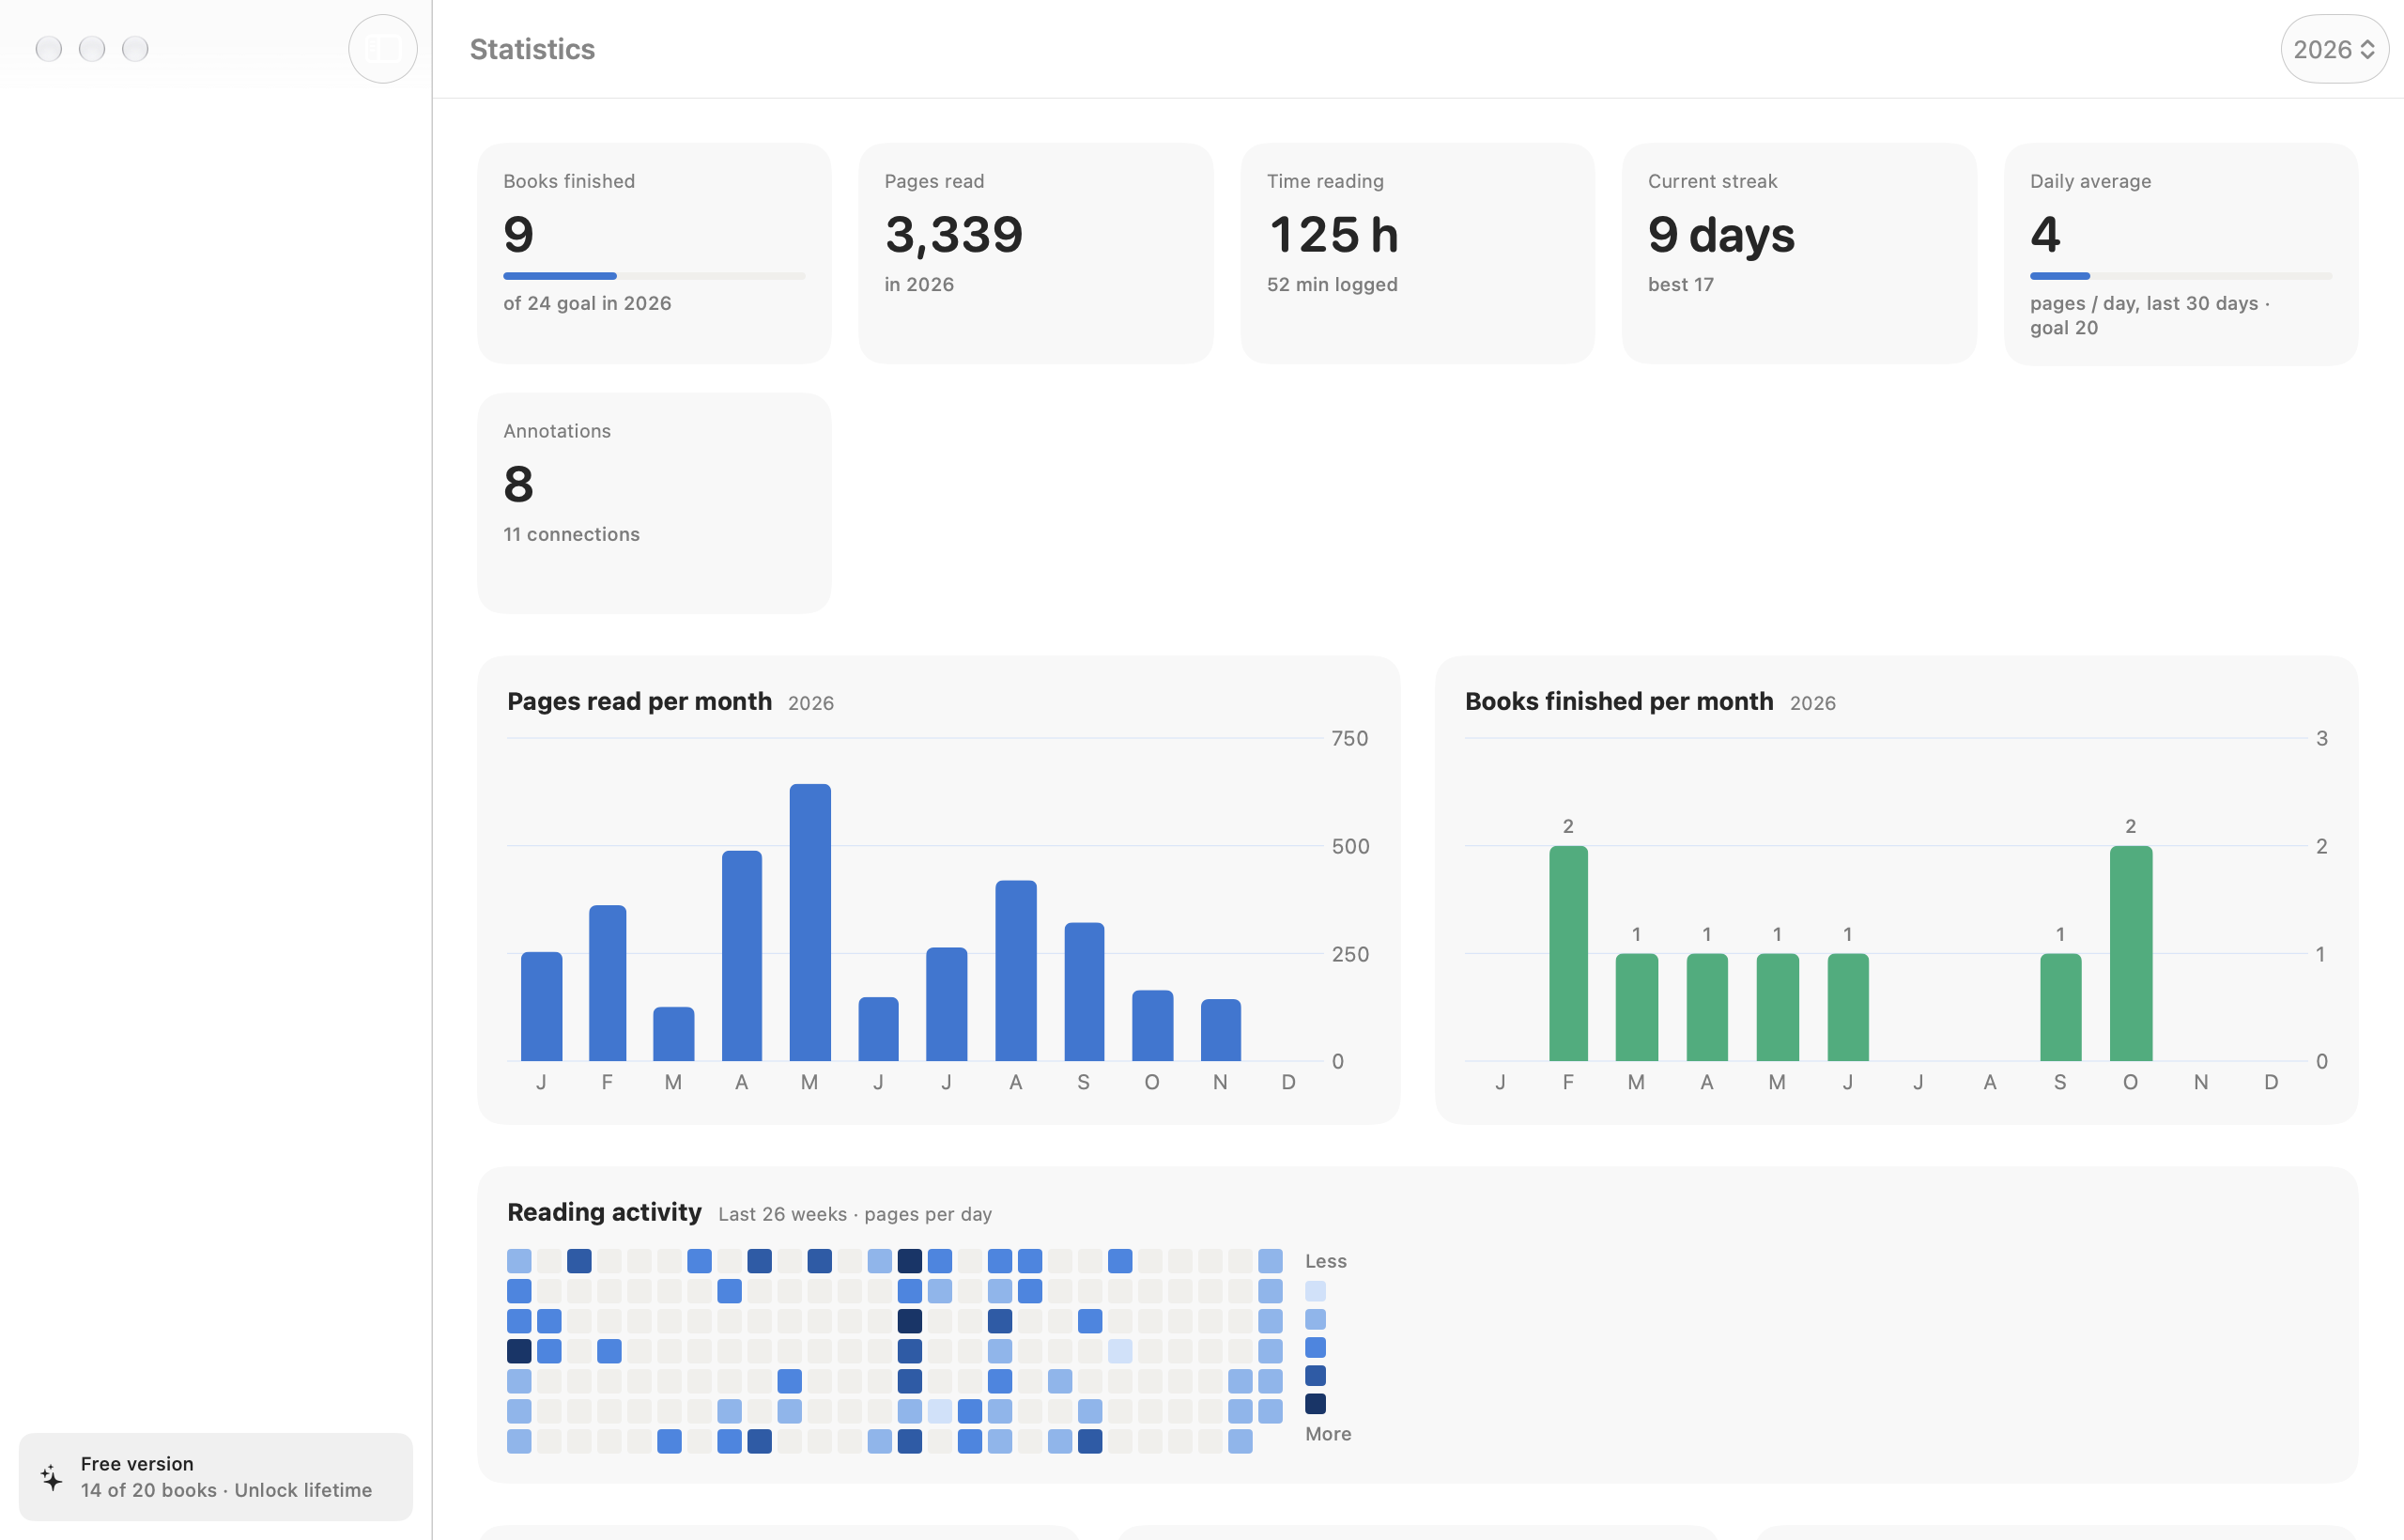 Statistics
2026
Books finished
9
of 24 goal in 2026
Pages read
3,339
in 2026
Time reading
125 h
52 min logged
Current streak
9 days
best 17
Daily average
4
pages / day, last 30 days ·
goal 20
Annotations
8
11 connections
Pages read per month 2026
750
500
250
0
J F M A M J J A S O N D
Books finished per month 2026
3
2 2
2
1 1 1 1 1
1
0
J F M A M J J A S O N D
Reading activity Last 26 weeks · pages per day
Less
More
Free version
14 of 20 books · Unlock lifetime